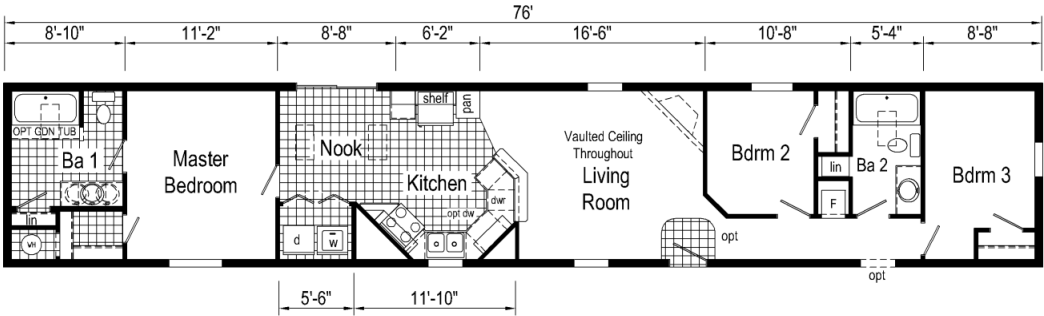 76'
8'-10" 11'-2" 8'-8" 6'-2" 16'-6" 10'-8" 5'-4" 8'-8"
shelf
pan
OPT GDN TUB
Ba 1
Master
Bedroom
Nook
Kitchen
Vaulted Ceiling
Throughout
Living
Room
Bdrm 2
lin
Ba 2
Bdrm 3
dwr
opt dw
F
lin
WH
d
w
opt
opt
5'-6" 11'-10"